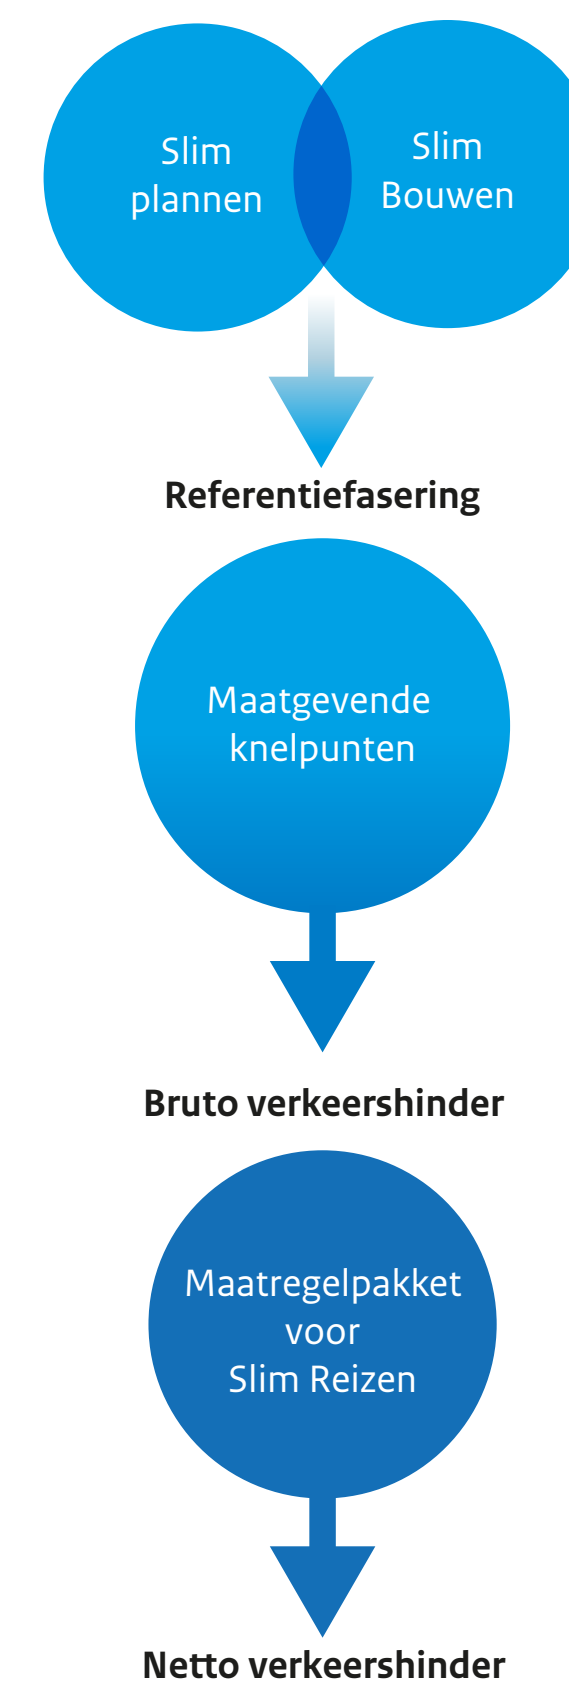 Slim
plannen
Slim
Bouwen
Referentiefasering
Maatgevende
knelpunten
Bruto verkeershinder
Maatregelpakket
voor
Slim Reizen
Netto verkeershinder